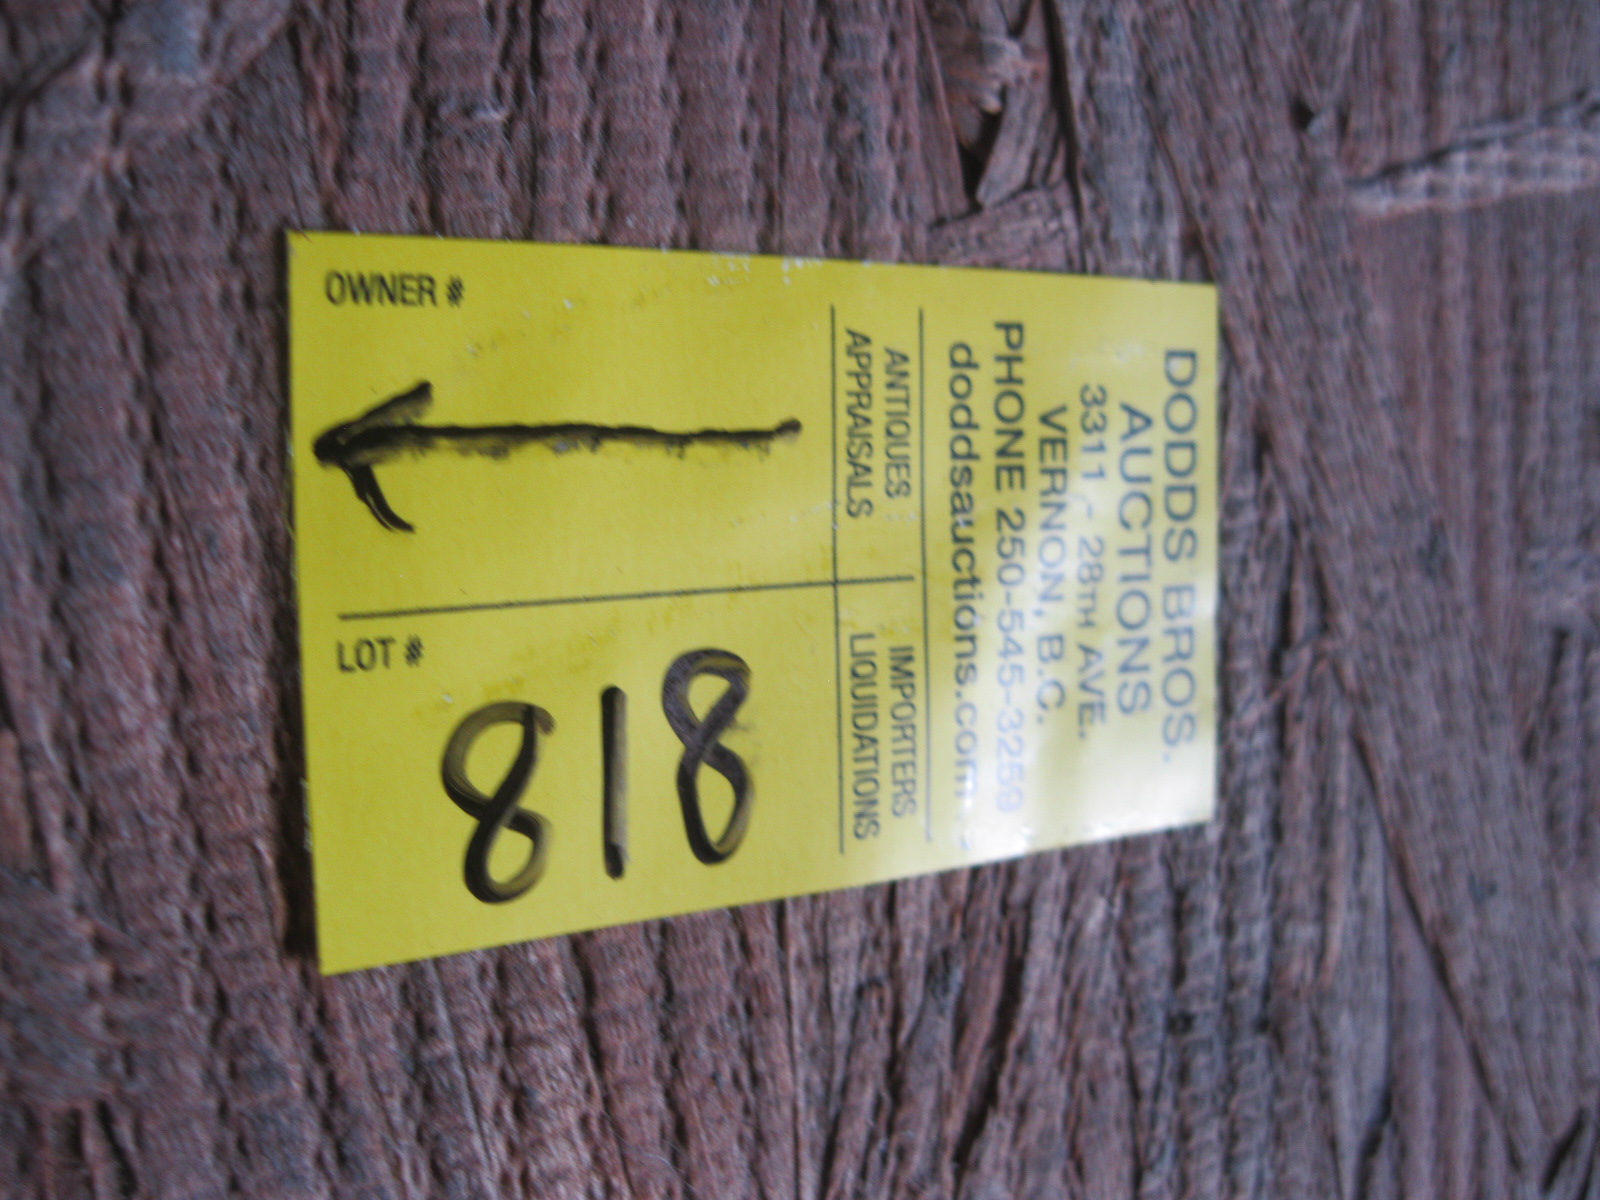 DODDS BROS.
AUCTIONS
3311 - 28TH AVE.
VERNON, B.C.
PHONE 250-545-3259
doddsauctions.com
ANTIQUES IMPORTERS
APPRAISALS LIQUIDATIONS
818
OWNER # LOT #